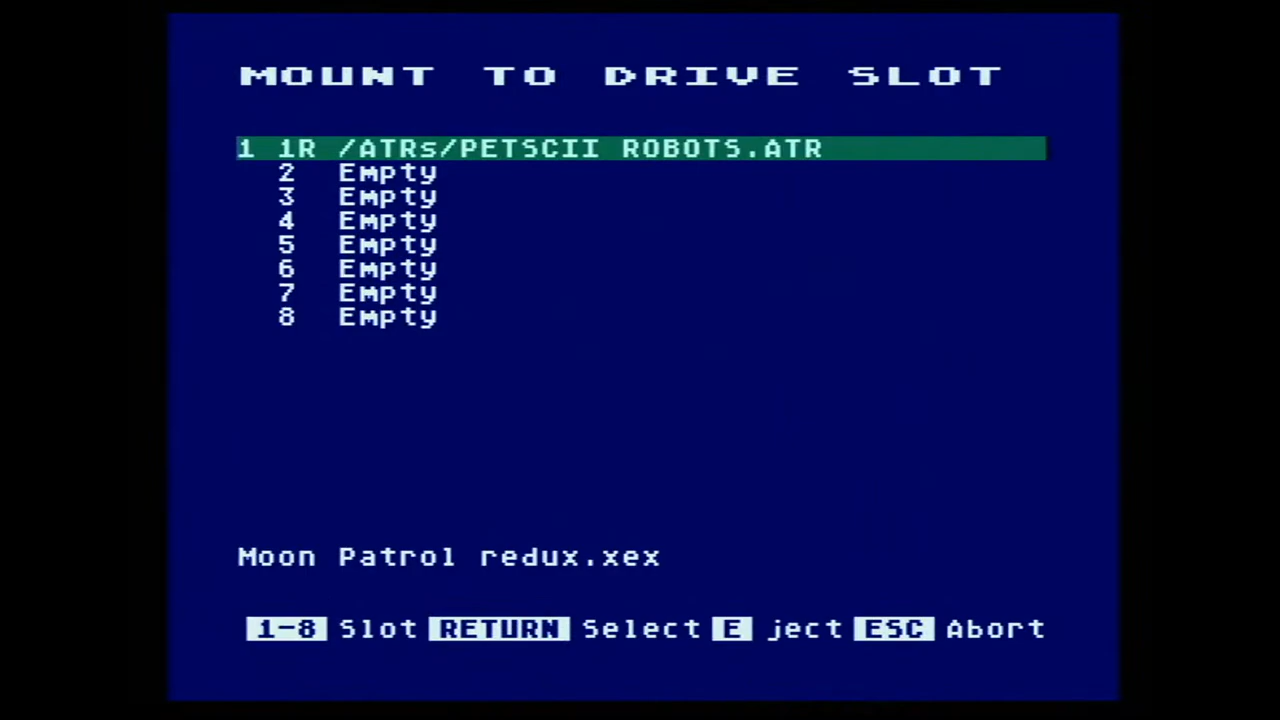 MOUNT TO DRIVE SLOT
1 1R /ATRs/PETSCII ROBOTS.ATR
2 Empty
3 Empty
4 Empty
5 Empty
6 Empty
7 Empty
8 Empty
Moon Patrol redux.xex
1-8 Slot RETURN Select E ject ESC Abort